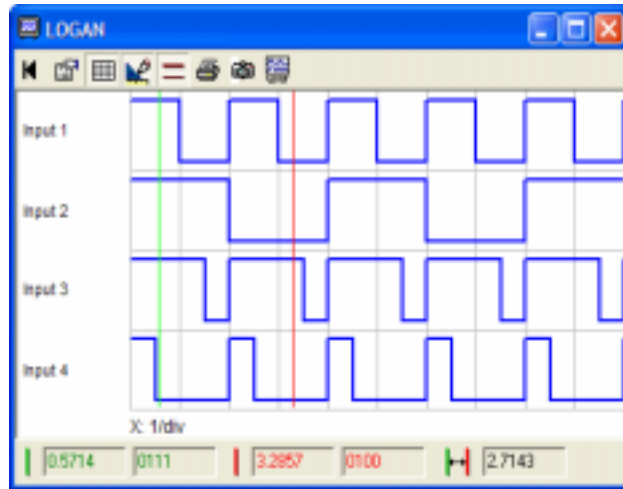 LOGAN
Input 1
Input 2
Input 3
Input 4
X: 1/div
0.5714 0111 3.2857 0100 2.7143